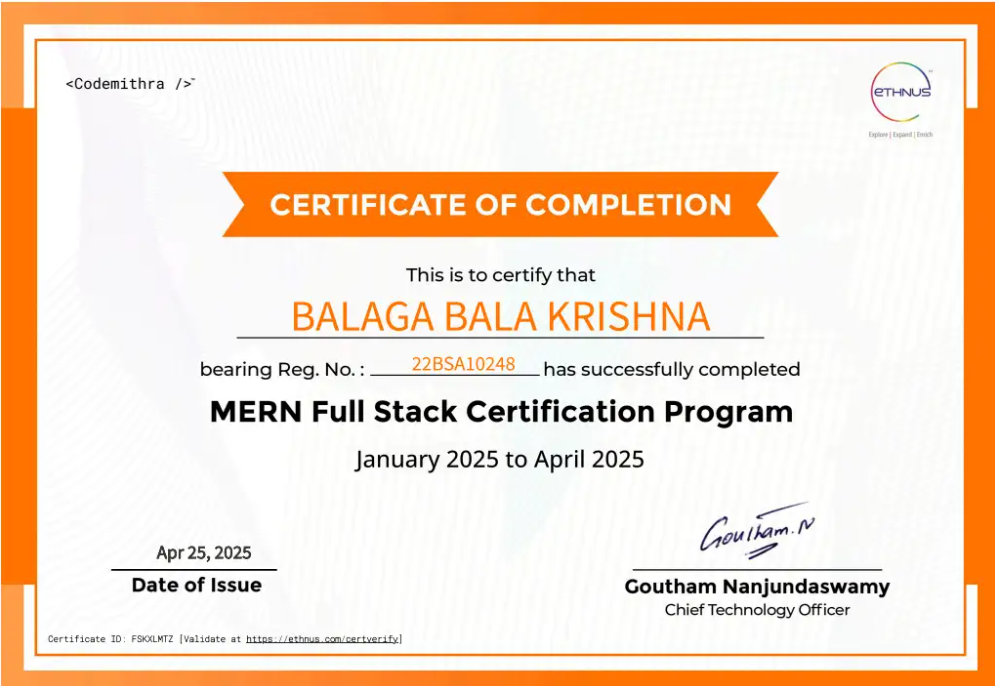 <Codemithra />™
eTHNUS™
Explore | Expand | Enrich
CERTIFICATE OF COMPLETION
This is to certify that
BALAGA BALA KRISHNA
bearing Reg. No. : 22BSA10248 has successfully completed
MERN Full Stack Certification Program
January 2025 to April 2025
Goutham.N
Apr 25, 2025
Date of Issue
Goutham Nanjundaswamy
Chief Technology Officer
Certificate ID: FSKXLMTZ [Validate at https://ethnus.com/certverify]